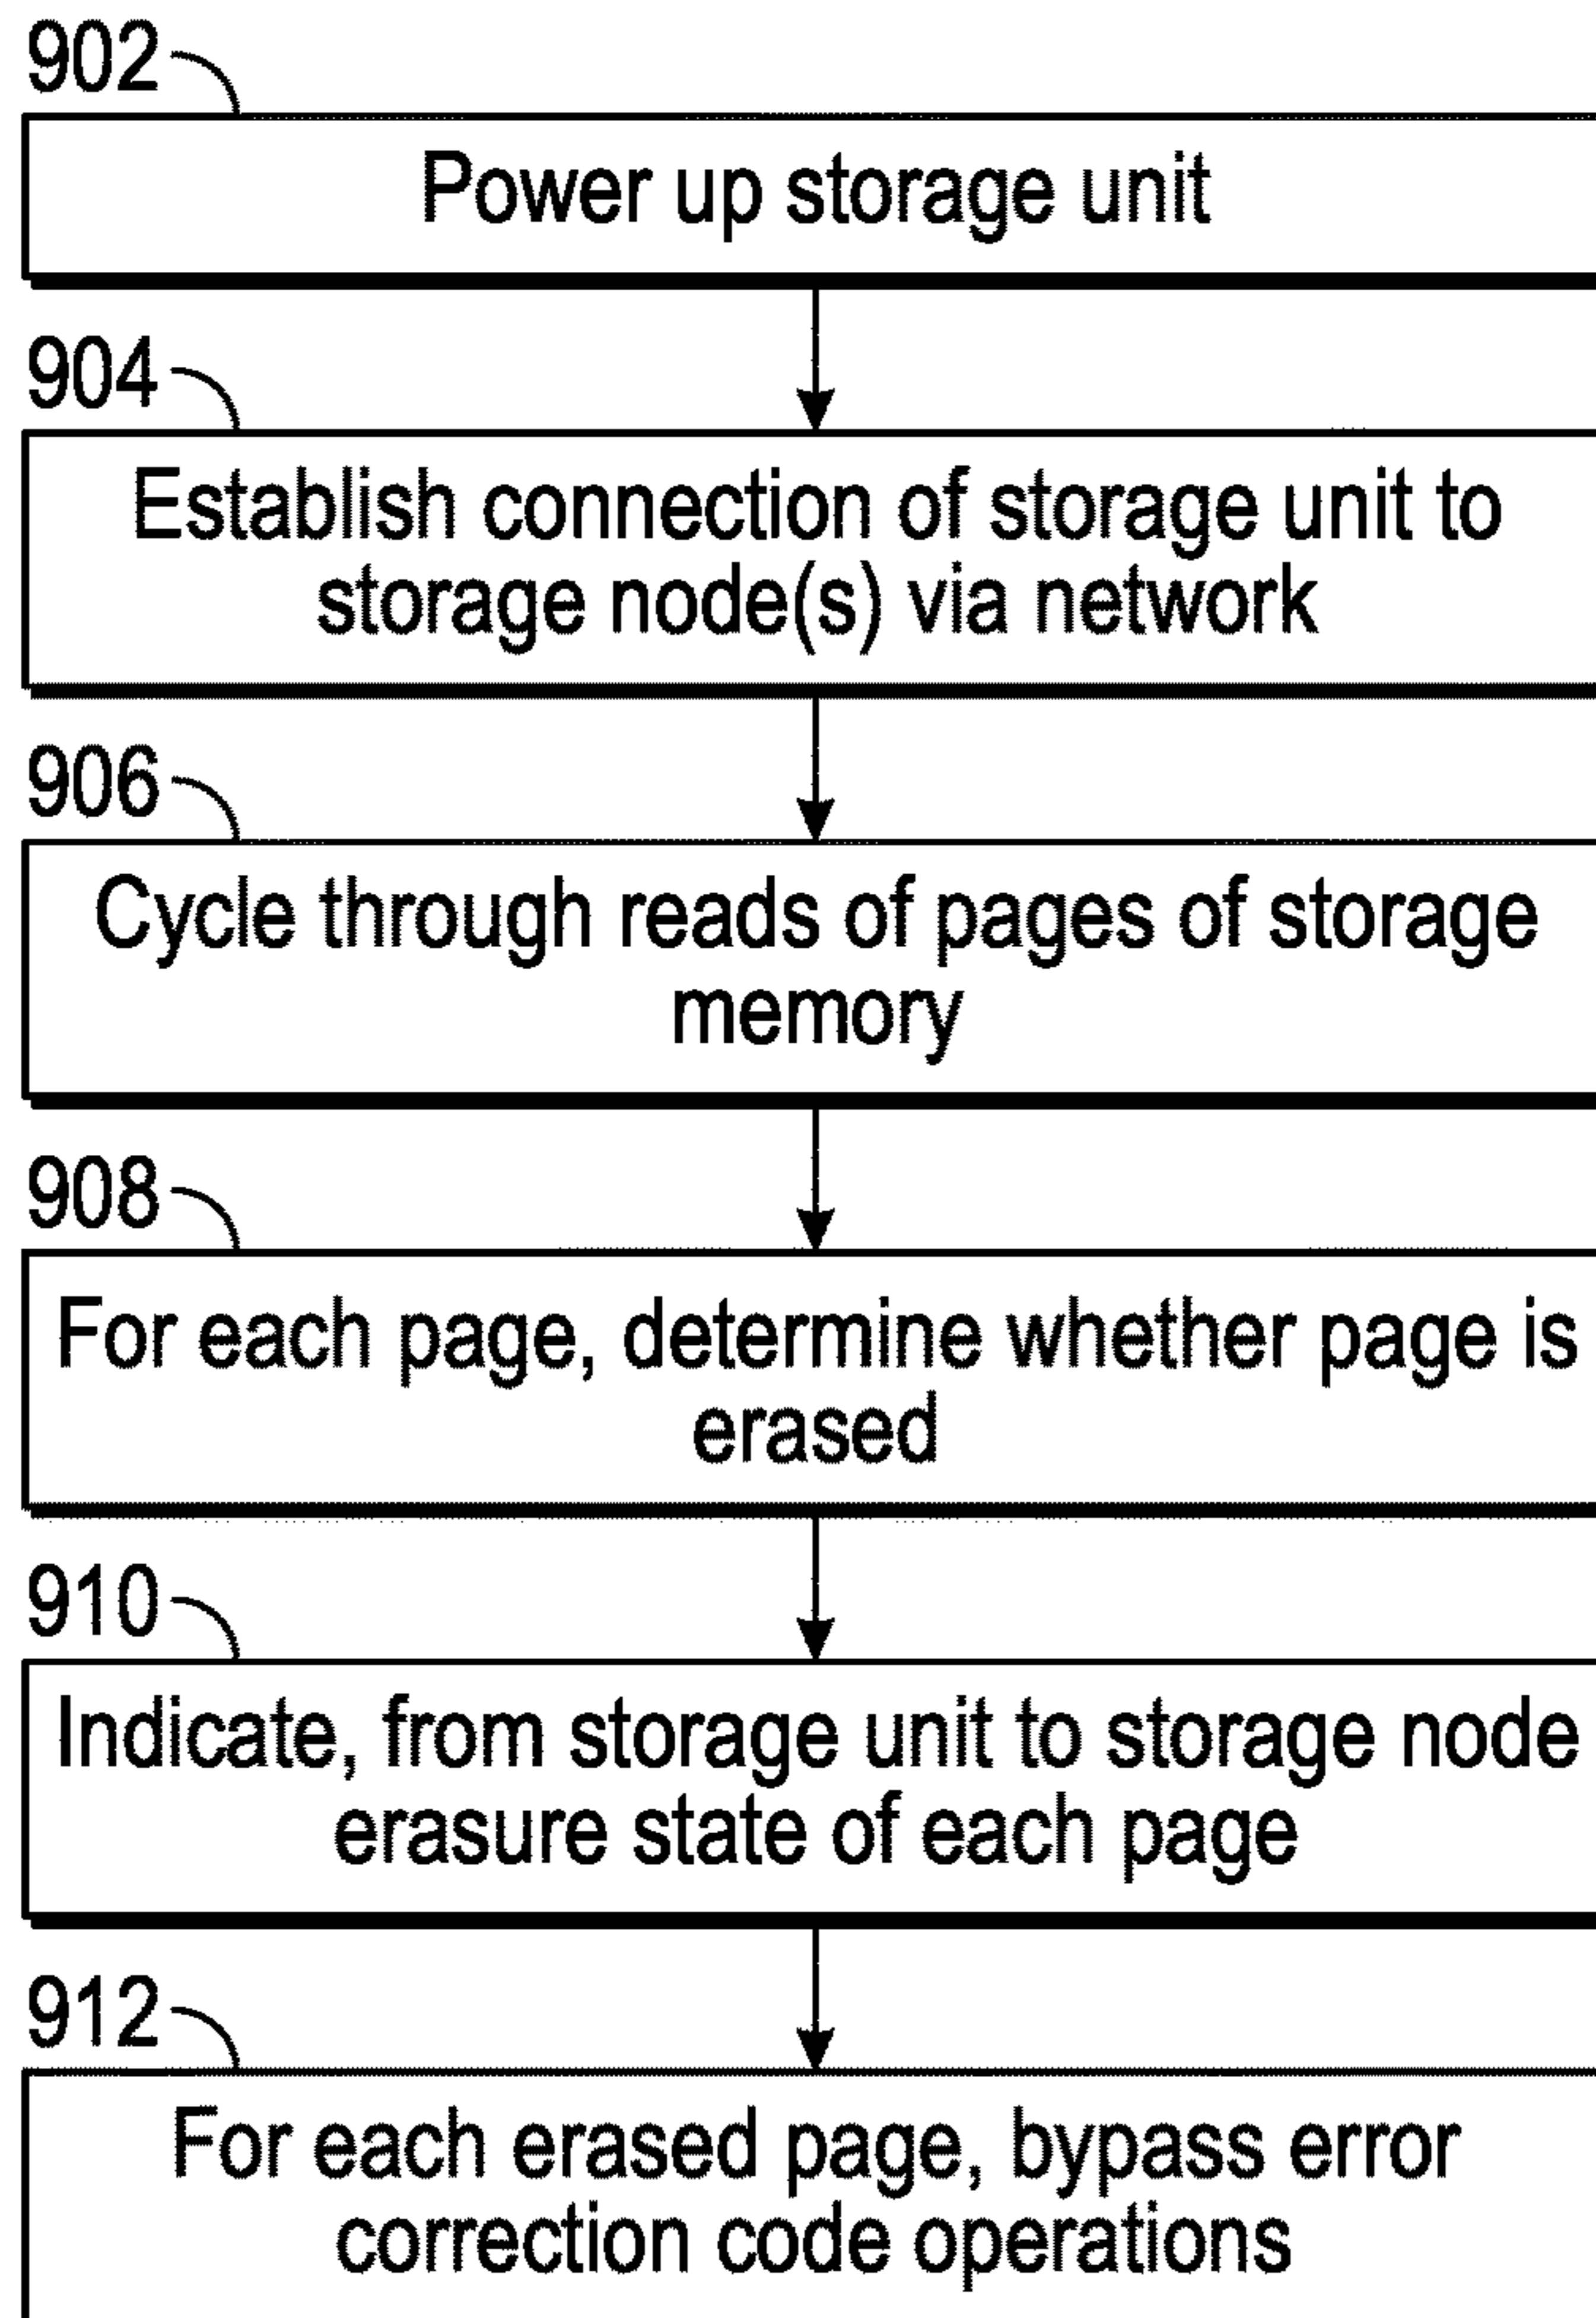 902
Power up storage unit
904
Establish connection of storage unit to
storage node(s) via network
906
Cycle through reads of pages of storage
memory
908
For each page, determine whether page is
erased
910
Indicate, from storage unit to storage node
erasure state of each page
912
For each erased page, bypass error
correction code operations